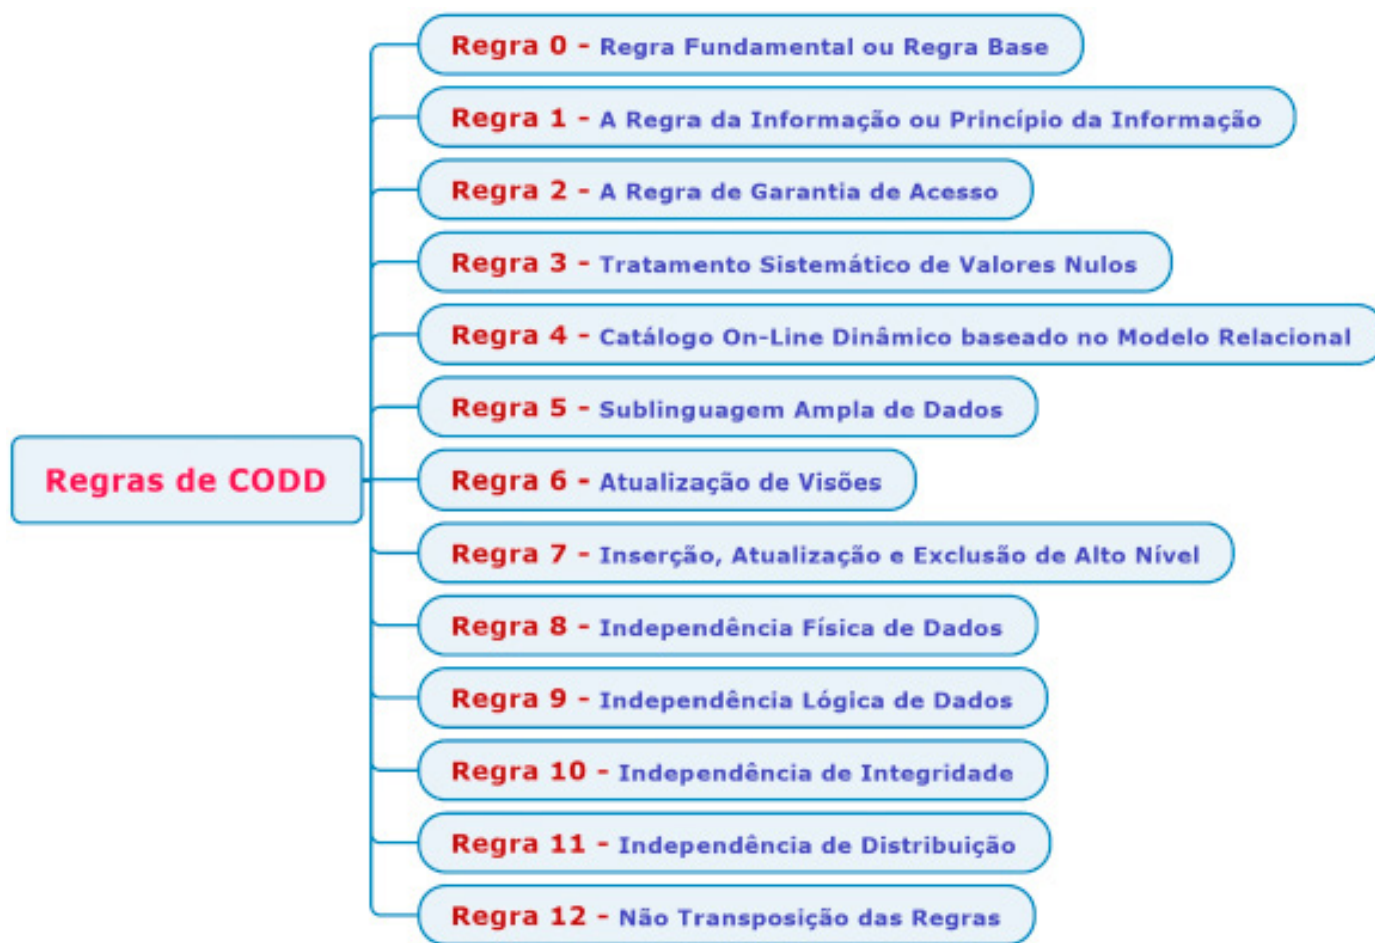 Regra 0 - Regra Fundamental ou Regra Base
Regra 1 - A Regra da Informação ou Princípio da Informação
Regra 2 - A Regra de Garantia de Acesso
Regra 3 - Tratamento Sistemático de Valores Nulos
Regra 4 - Catálogo On-Line Dinâmico baseado no Modelo Relacional
Regra 5 - Sublinguagem Ampla de Dados
Regras de CODD
Regra 6 - Atualização de Visões
Regra 7 - Inserção, Atualização e Exclusão de Alto Nível
Regra 8 - Independência Física de Dados
Regra 9 - Independência Lógica de Dados
Regra 10 - Independência de Integridade
Regra 11 - Independência de Distribuição
Regra 12 - Não Transposição das Regras